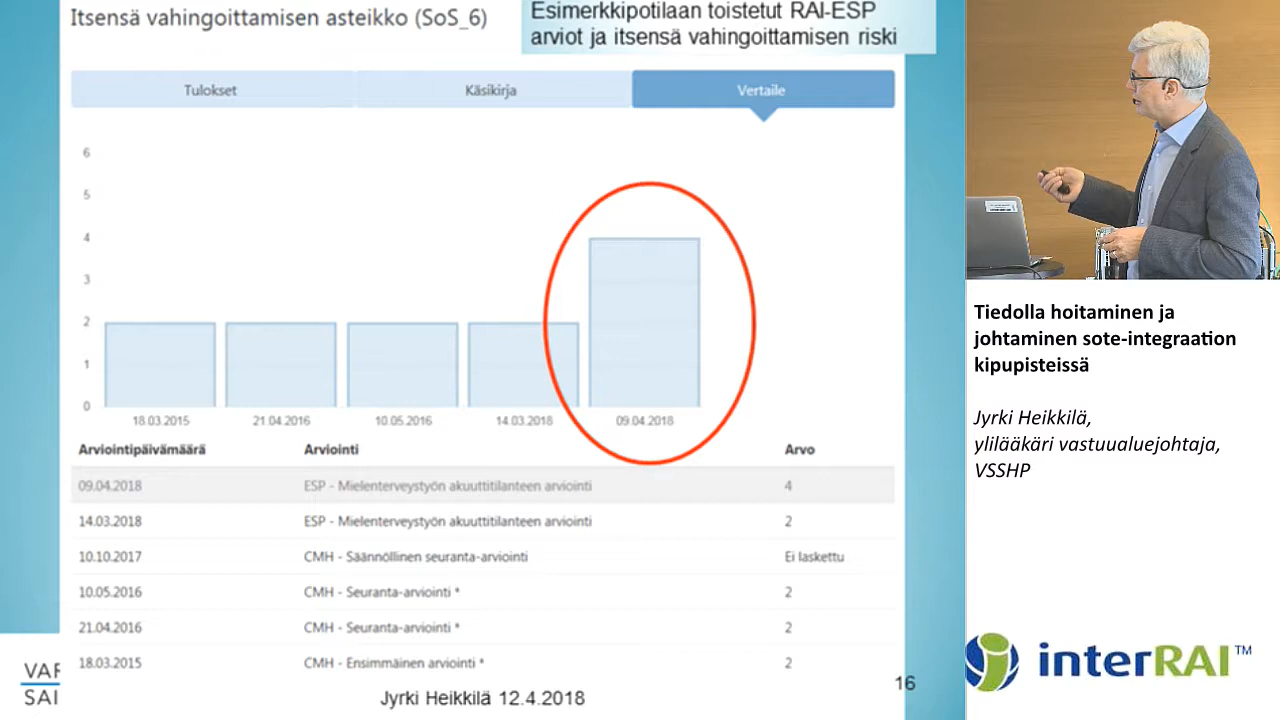 Itsensä vahingoittamisen asteikko (SoS_6)
Esimerkkipotilaan toistetut RAI-ESP
arviot ja itsensä vahingoittamisen riski
Tulokset Käsikirja Vertaile
6
5
4
3
2
1
0
18.03.2015 21.04.2016 10.05.2016 14.03.2018 09.04.2018
Arviointipäivämäärä Arviointi Arvo
09.04.2018 ESP - Mielenterveystyön akuuttitilanteen arviointi 4
14.03.2018 ESP - Mielenterveystyön akuuttitilanteen arviointi 2
10.10.2017 CMH - Säännöllinen seuranta-arviointi Ei laskettu
10.05.2016 CMH - Seuranta-arviointi * 2
21.04.2016 CMH - Seuranta-arviointi * 2
18.03.2015 CMH - Ensimmäinen arviointi * 2
VAR
SAI
Jyrki Heikkilä 12.4.2018
16
Tiedolla hoitaminen ja
johtaminen sote-integraation
kipupisteissä
Jyrki Heikkilä,
ylilääkäri vastuualuejohtaja,
VSSHP
interRAI™